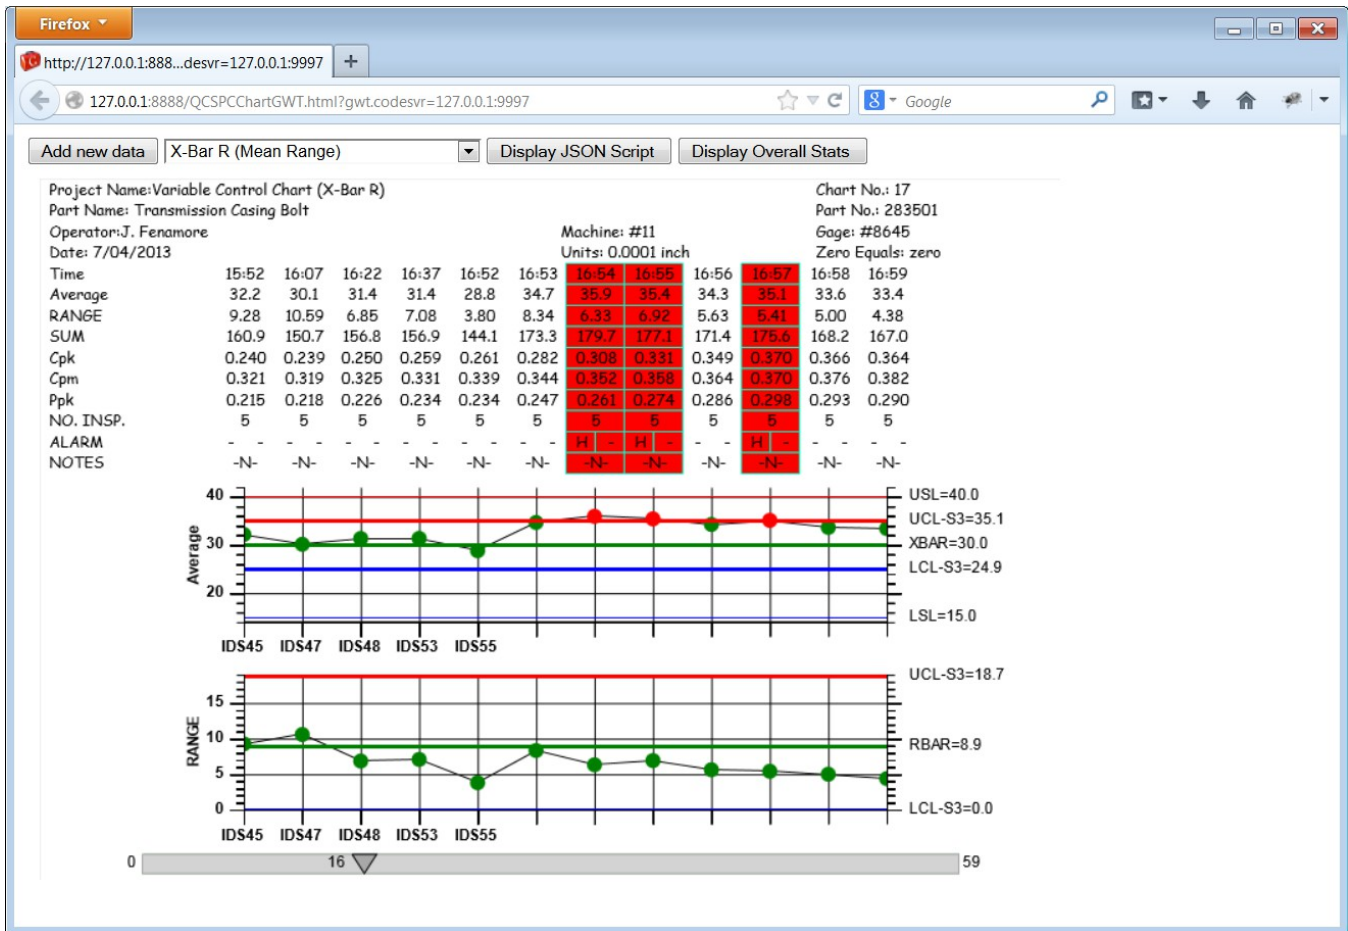 Firefox
http://127.0.0.1:888...desvr=127.0.0.1:9997
+
127.0.0.1:8888/QCSPCChartGWT.html?gwt.codesvr=127.0.0.1:9997
Google
Add new data X-Bar R (Mean Range) Display JSON Script Display Overall Stats
Project Name:Variable Control Chart (X-Bar R) Chart No.: 17
Part Name: Transmission Casing Bolt Part No.: 283501
Operator:J. Fenamore Machine: #11 Gage: #8645
Date: 7/04/2013 Units: 0.0001 inch Zero Equals: zero
Time 15:52 16:07 16:22 16:37 16:52 16:53 16:54 16:55 16:56 16:57 16:58 16:59
Average 32.2 30.1 31.4 31.4 28.8 34.7 35.9 35.4 34.3 35.1 33.6 33.4
RANGE 9.28 10.59 6.85 7.08 3.80 8.34 6.33 6.92 5.63 5.41 5.00 4.38
SUM 160.9 150.7 156.8 156.9 144.1 173.3 179.7 177.1 171.4 175.6 168.2 167.0
Cpk 0.240 0.239 0.250 0.259 0.261 0.282 0.308 0.331 0.349 0.370 0.366 0.364
Cpm 0.321 0.319 0.325 0.331 0.339 0.344 0.352 0.358 0.364 0.370 0.376 0.382
Ppk 0.215 0.218 0.226 0.234 0.234 0.247 0.261 0.274 0.286 0.298 0.293 0.290
NO. INSP. 5 5 5 5 5 5 5 5 5 5 5 5
ALARM - - - - - - - - - - - - H - H - - - H - - - - -
NOTES -N- -N- -N- -N- -N- -N- -N- -N- -N- -N- -N- -N-
40 USL=40.0
UCL-S3=35.1
30 XBAR=30.0
Average
LCL-S3=24.9
20
LSL=15.0
IDS45 IDS47 IDS48 IDS53 IDS55
UCL-S3=18.7
15
RANGE
10 RBAR=8.9
5
0 LCL-S3=0.0
IDS45 IDS47 IDS48 IDS53 IDS55
0 16 59